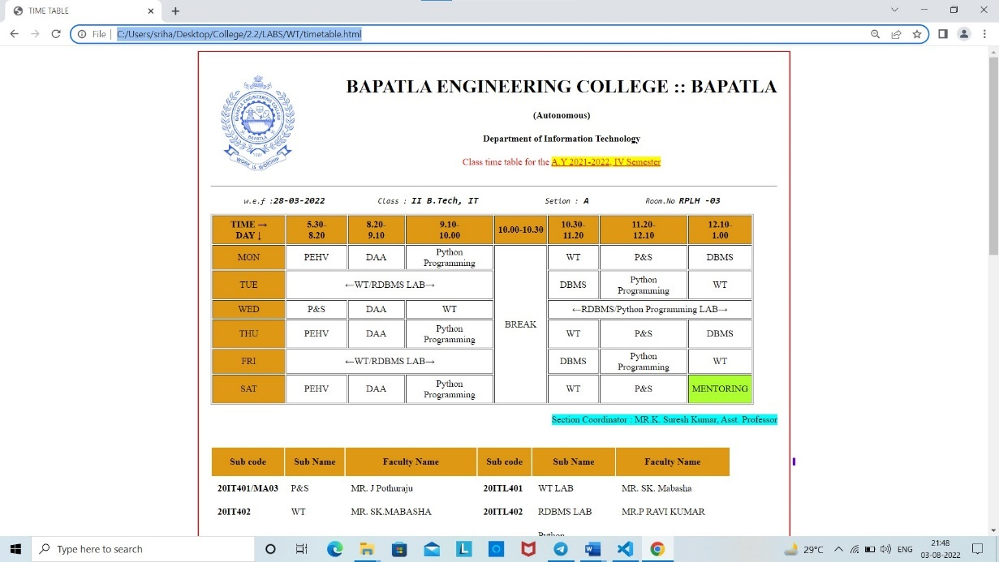 TIME TABLE
File
C:/Users/sriha/Desktop/College/2.2/LABS/WT/timetable.html
BAPATLA ENGINEERING COLLEGE
BAPATLA
WORK IS WORSHIP
BAPATLA ENGINEERING COLLEGE :: BAPATLA
(Autonomous)
Department of Information Technology
Class time table for the A.Y 2021-2022, IV Semester
w.e.f :28-03-2022 Class : II B.Tech, IT Setion : A Room.No RPLH -03
TIME → 5.30- 8.20- 9.10- 10.00-10.30 10.30- 11.20- 12.10-
DAY ↓ 8.20 9.10 10.00 11.20 12.10 1.00
MON PEHV DAA Python Programming WT P&S DBMS
TUE ←WT/RDBMS LAB→ DBMS Python Programming WT
WED P&S DAA WT ←RDBMS/Python Programming LAB→
BREAK
THU PEHV DAA Python Programming WT P&S DBMS
FRI ←WT/RDBMS LAB→ DBMS Python Programming WT
SAT PEHV DAA Python Programming WT P&S MENTORING
Section Coordinator : MR.K. Suresh Kumar, Asst. Professor
Sub code Sub Name Faculty Name Sub code Sub Name Faculty Name
20IT401/MA03 P&S MR. J Pothuraju 20ITL401 WT LAB MR. SK. Mabasha
20IT402 WT MR. SK.MABASHA 20ITL402 RDBMS LAB MR.P RAVI KUMAR
Python
Type here to search
29°C ENG
21:48
03-08-2022